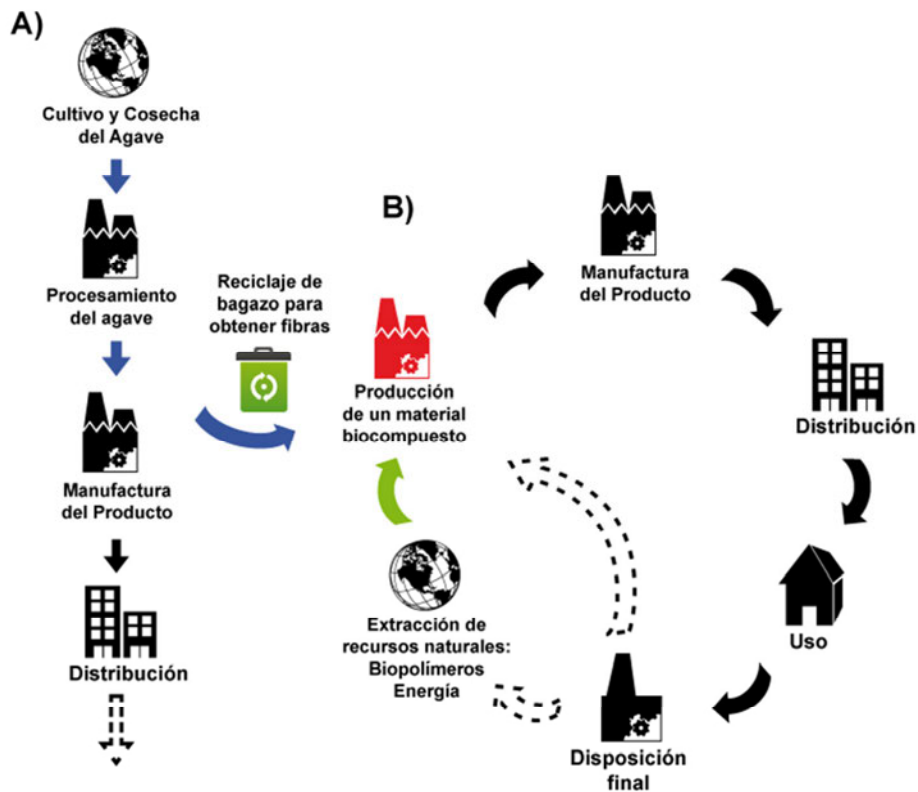 A)
Cultivo y Cosecha
del Agave
Procesamiento
del agave
Manufactura
del Producto
Distribución
Reciclaje de
bagazo para
obtener fibras
B)
Producción
de un material
biocompuesto
Manufactura
del Producto
Distribución
Uso
Disposición
final
Extracción de
recursos naturales:
Biopolímeros
Energía